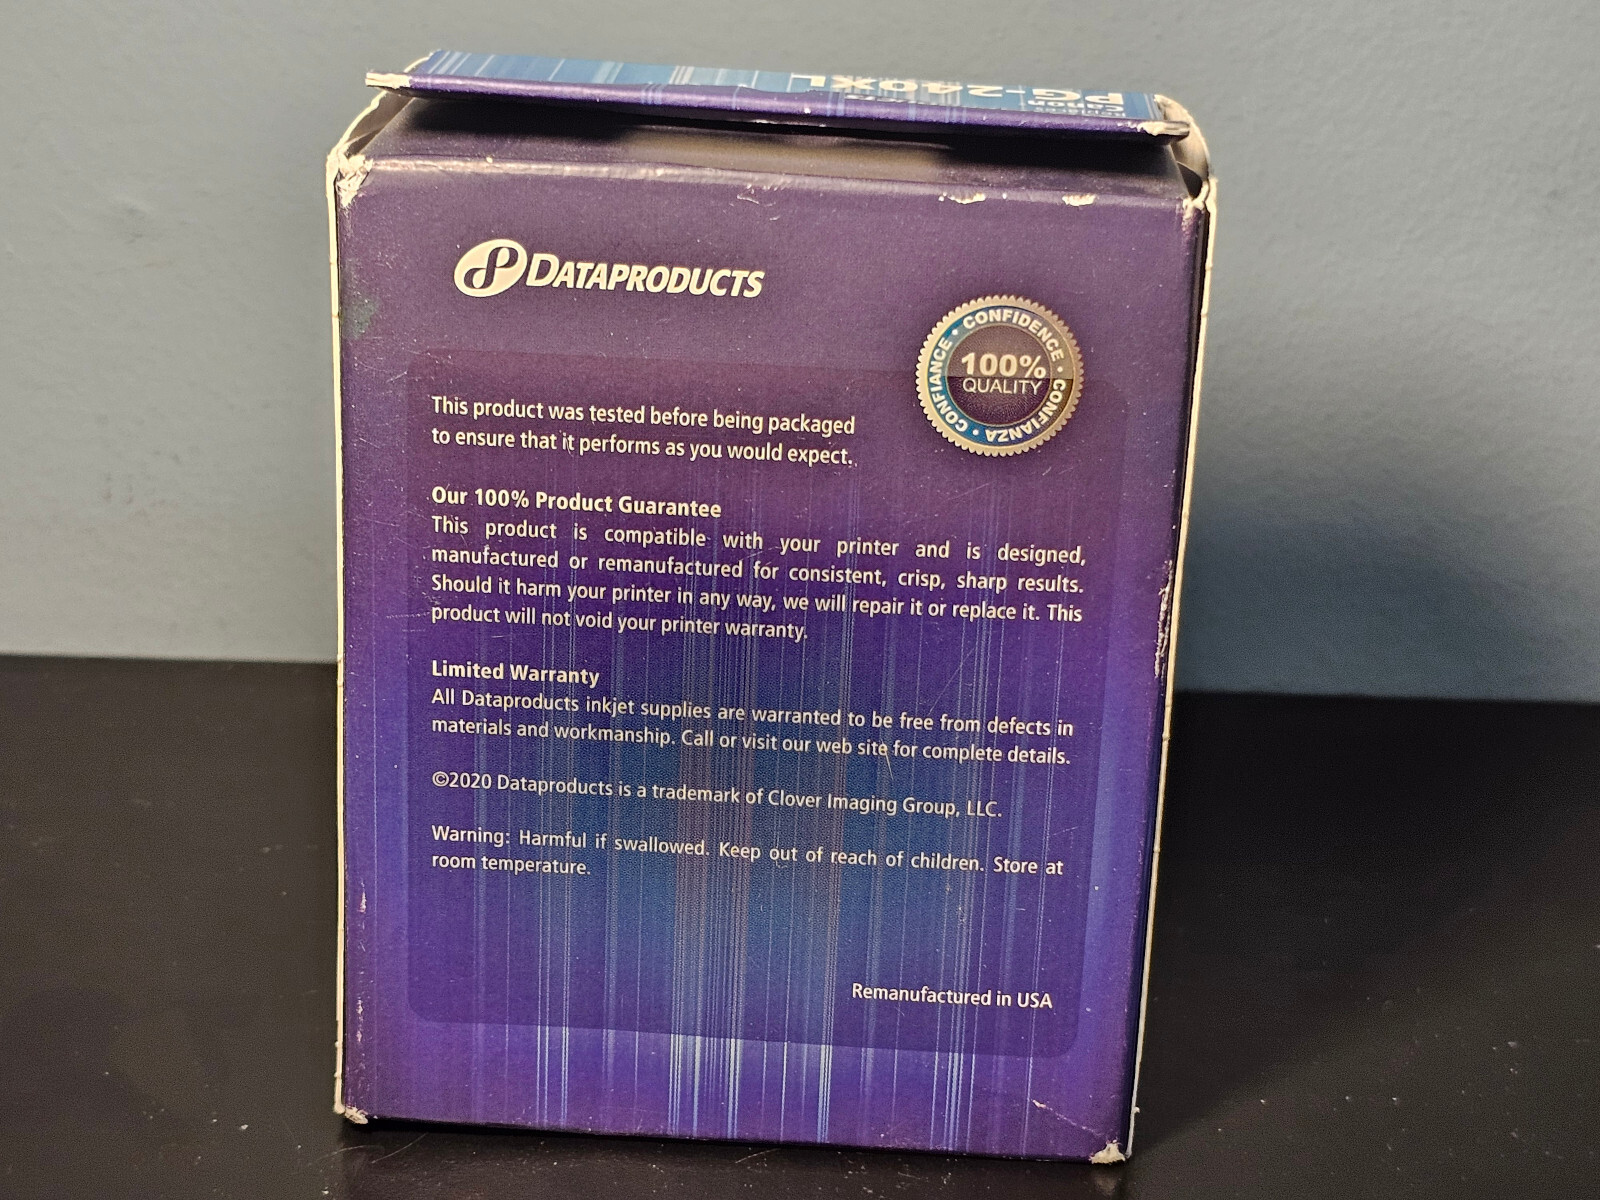 Canon
PG-240XL
DATAPRODUCTS
CONFIDENCE • CONFIANZA • CONFIANCE •
100%
QUALITY
This product was tested before being packaged
to ensure that it performs as you would expect.
Our 100% Product Guarantee
This product is compatible with your printer and is designed,
manufactured or remanufactured for consistent, crisp, sharp results.
Should it harm your printer in any way, we will repair it or replace it. This
product will not void your printer warranty.
Limited Warranty
All Dataproducts inkjet supplies are warranted to be free from defects in
materials and workmanship. Call or visit our web site for complete details.
©2020 Dataproducts is a trademark of Clover Imaging Group, LLC.
Warning: Harmful if swallowed. Keep out of reach of children. Store at
room temperature.
Remanufactured in USA